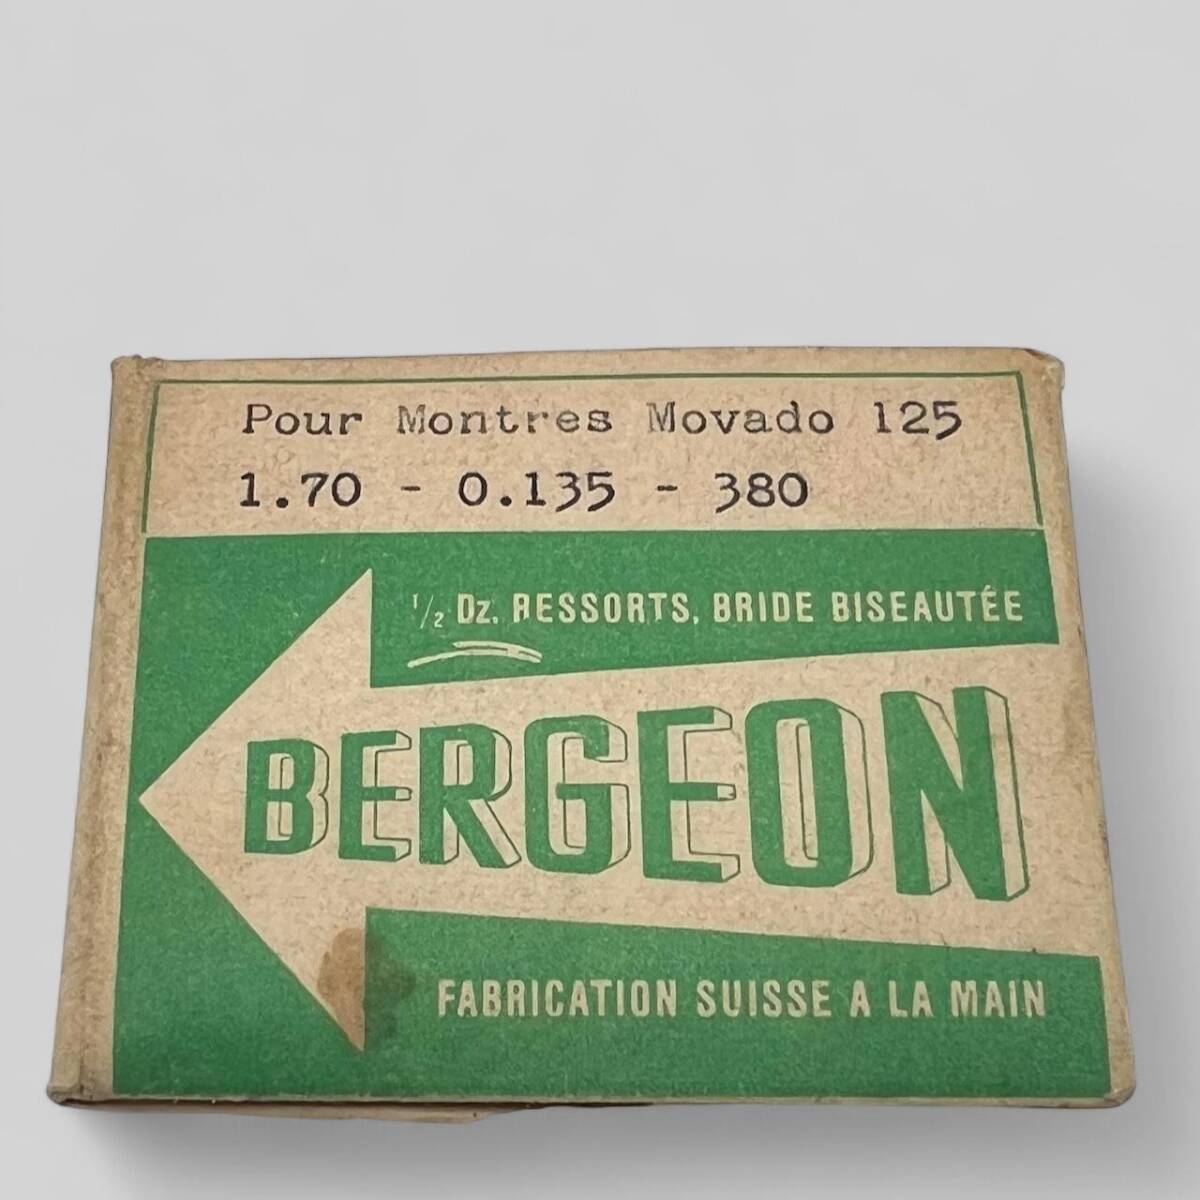 Pour Montres Movado 125
1.70 - 0.135 - 380
1/2 Dz. RESSORTS, BRIDE BISEAUTÉE
BERGEON
FABRICATION SUISSE A LA MAIN